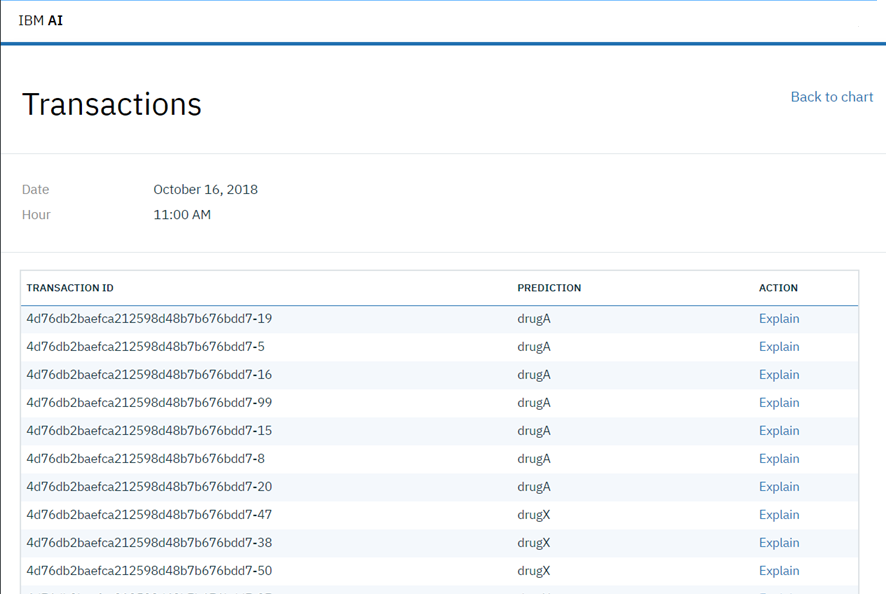 IBM AI
Transactions
Back to chart
Date October 16, 2018
Hour 11:00 AM
TRANSACTION ID PREDICTION ACTION
4d76db2baefca212598d48b7b676bdd7-19 drugA Explain
4d76db2baefca212598d48b7b676bdd7-5 drugA Explain
4d76db2baefca212598d48b7b676bdd7-16 drugA Explain
4d76db2baefca212598d48b7b676bdd7-99 drugA Explain
4d76db2baefca212598d48b7b676bdd7-15 drugA Explain
4d76db2baefca212598d48b7b676bdd7-8 drugA Explain
4d76db2baefca212598d48b7b676bdd7-20 drugA Explain
4d76db2baefca212598d48b7b676bdd7-47 drugX Explain
4d76db2baefca212598d48b7b676bdd7-38 drugX Explain
4d76db2baefca212598d48b7b676bdd7-50 drugX Explain